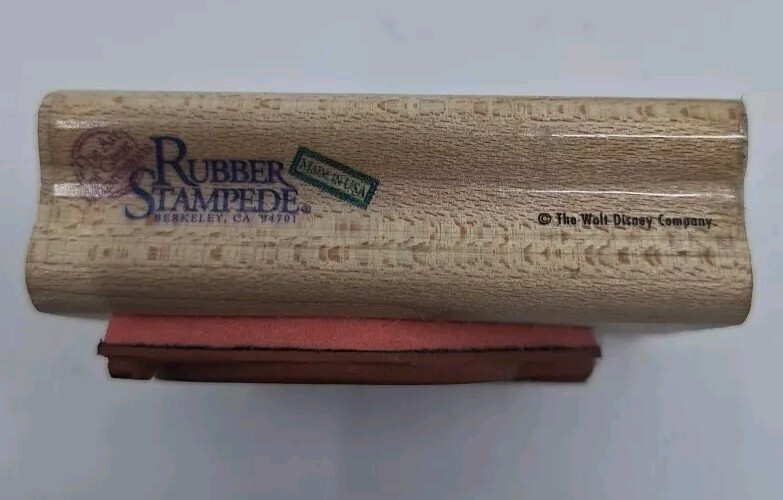 RUBBER
STAMPEDE®
BERKELEY, CA 94701
MADE IN USA
© The Walt Disney Company